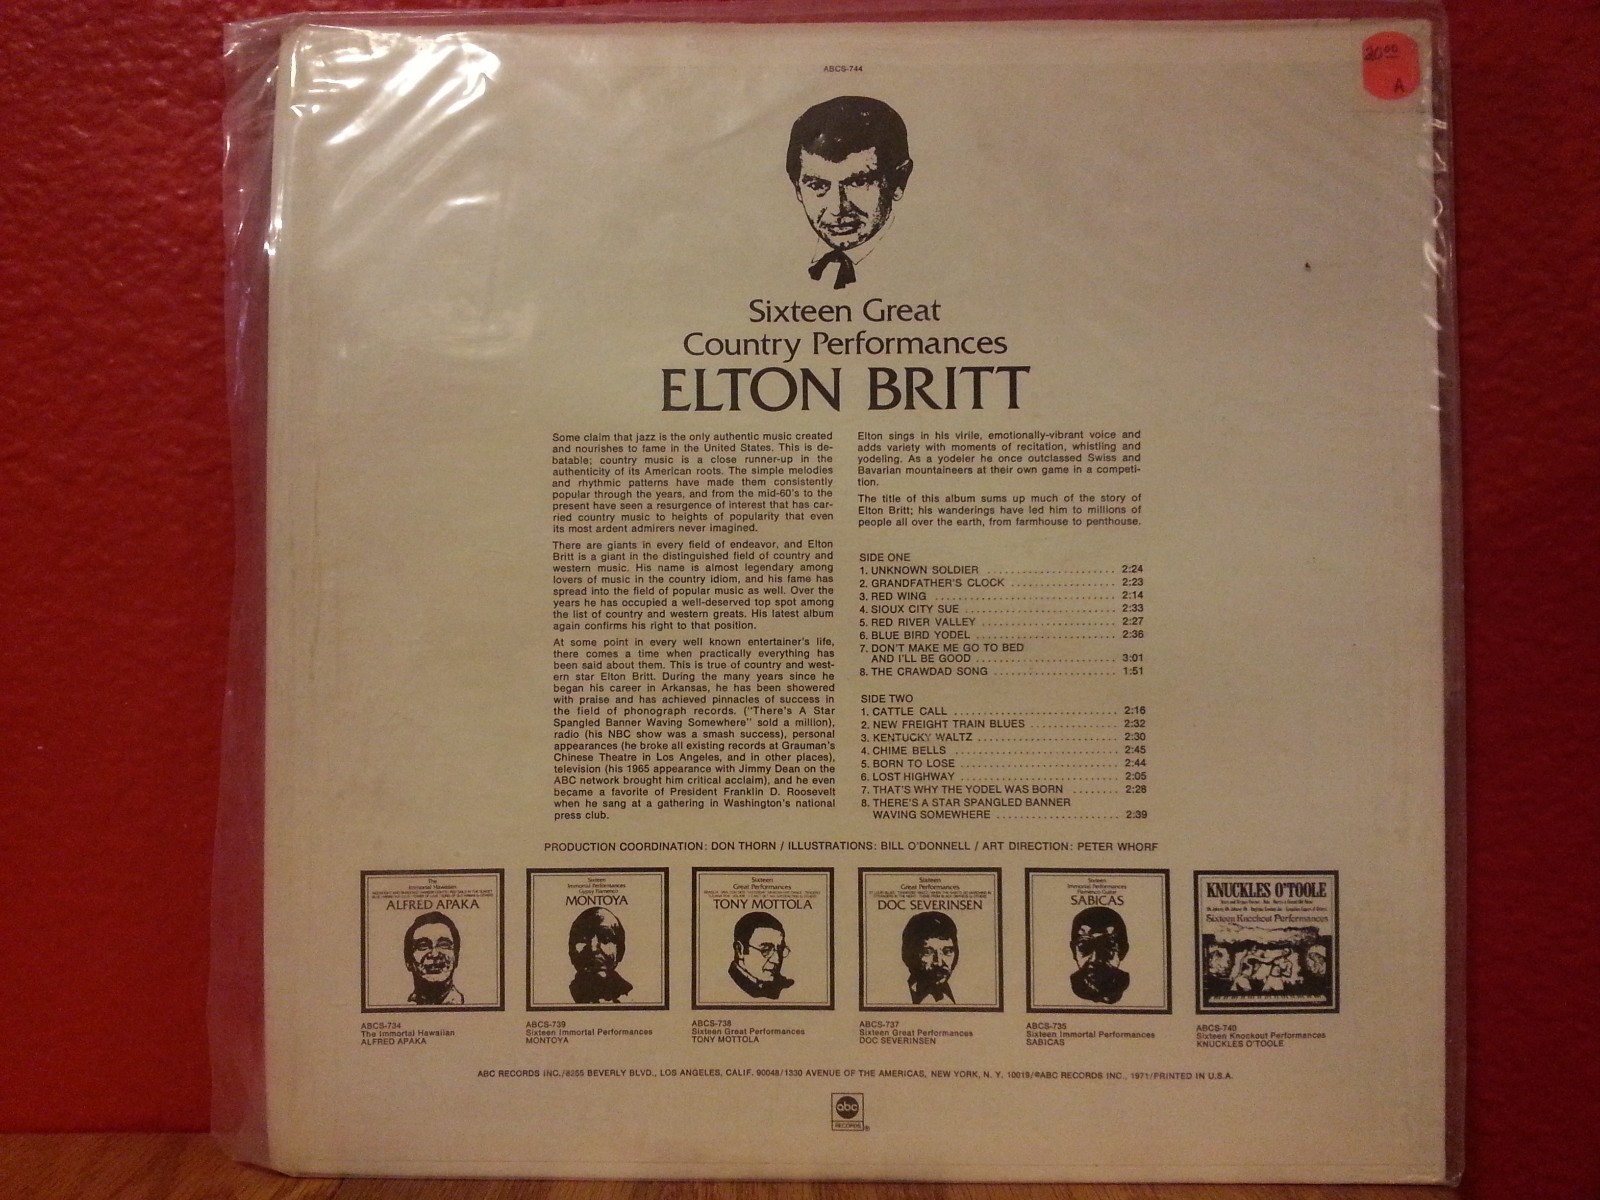 ABCS-744
20.00
A
Sixteen Great
Country Performances
ELTON BRITT
Some claim that jazz is the only authentic music created
and nourishes to fame in the United States. This is de-
batable; country music is a close runner-up in the
authenticity of its American roots. The simple melodies
and rhythmic patterns have made them consistently
popular through the years, and from the mid-60's to the
present have seen a resurgence of interest that has car-
ried country music to heights of popularity that even
its most ardent admirers never imagined.
There are giants in every field of endeavor, and Elton
Britt is a giant in the distinguished field of country and
western music. His name is almost legendary among
lovers of music in the country idiom, and his fame has
spread into the field of popular music as well. Over the
years he has occupied a well-deserved top spot among
the list of country and western greats. His latest album
again confirms his right to that position.
At some point in every well known entertainer's life,
there comes a time when practically everything has
been said about them. This is true of country and west-
ern star Elton Britt. During the many years since he
began his career in Arkansas, he has been showered
with praise and has achieved pinnacles of success in
the field of phonograph records. ("There's A Star
Spangled Banner Waving Somewhere" sold a million),
radio (his NBC show was a smash success), personal
appearances (he broke all existing records at Grauman's
Chinese Theatre in Los Angeles, and in other places),
television (his 1965 appearance with Jimmy Dean on the
ABC network brought him critical acclaim), and he even
became a favorite of President Franklin D. Roosevelt
when he sang at a gathering in Washington's national
press club.
Elton sings in his virile, emotionally-vibrant voice and
adds variety with moments of recitation, whistling and
yodeling. As a yodeler he once outclassed Swiss and
Bavarian mountaineers at their own game in a competi-
tion.
The title of this album sums up much of the story of
Elton Britt; his wanderings have led him to millions of
people all over the earth, from farmhouse to penthouse.
SIDE ONE
1. UNKNOWN SOLDIER 2:24
2. GRANDFATHER'S CLOCK 2:23
3. RED WING 2:14
4. SIOUX CITY SUE 2:33
5. RED RIVER VALLEY 2:27
6. BLUE BIRD YODEL 2:36
7. DON'T MAKE ME GO TO BED
AND I'LL BE GOOD 3:01
8. THE CRAWDAD SONG 1:51
SIDE TWO
1. CATTLE CALL 2:16
2. NEW FREIGHT TRAIN BLUES 2:32
3. KENTUCKY WALTZ 2:30
4. CHIME BELLS 2:45
5. BORN TO LOSE 2:44
6. LOST HIGHWAY 2:05
7. THAT'S WHY THE YODEL WAS BORN 2:28
8. THERE'S A STAR SPANGLED BANNER
WAVING SOMEWHERE 2:39
PRODUCTION COORDINATION: DON THORN / ILLUSTRATIONS: BILL O'DONNELL / ART DIRECTION: PETER WHORF
The
Immortal Hawaiian
ALFRED APAKA
Sixteen
Immortal Performances
Gypsy Flamenco
MONTOYA
Sixteen
Great Performances
TONY MOTTOLA
Sixteen
Great Performances
DOC SEVERINSEN
Sixteen
Immortal Performances
Flamenco Guitar
SABICAS
KNUCKLES O'TOOLE
Sixteen Knockout Performances
ABCS-734
The Immortal Hawaiian
ALFRED APAKA
ABCS-739
Sixteen Immortal Performances
MONTOYA
ABCS-738
Sixteen Great Performances
TONY MOTTOLA
ABCS-737
Sixteen Great Performances
DOC SEVERINSEN
ABCS-735
Sixteen Immortal Performances
SABICAS
ABCS-740
Sixteen Knockout Performances
KNUCKLES O'TOOLE
ABC RECORDS INC./8255 BEVERLY BLVD., LOS ANGELES, CALIF. 90048/1330 AVENUE OF THE AMERICAS, NEW YORK, N. Y. 10019/©ABC RECORDS INC., 1971/PRINTED IN U.S.A.
abc
RECORDS
®